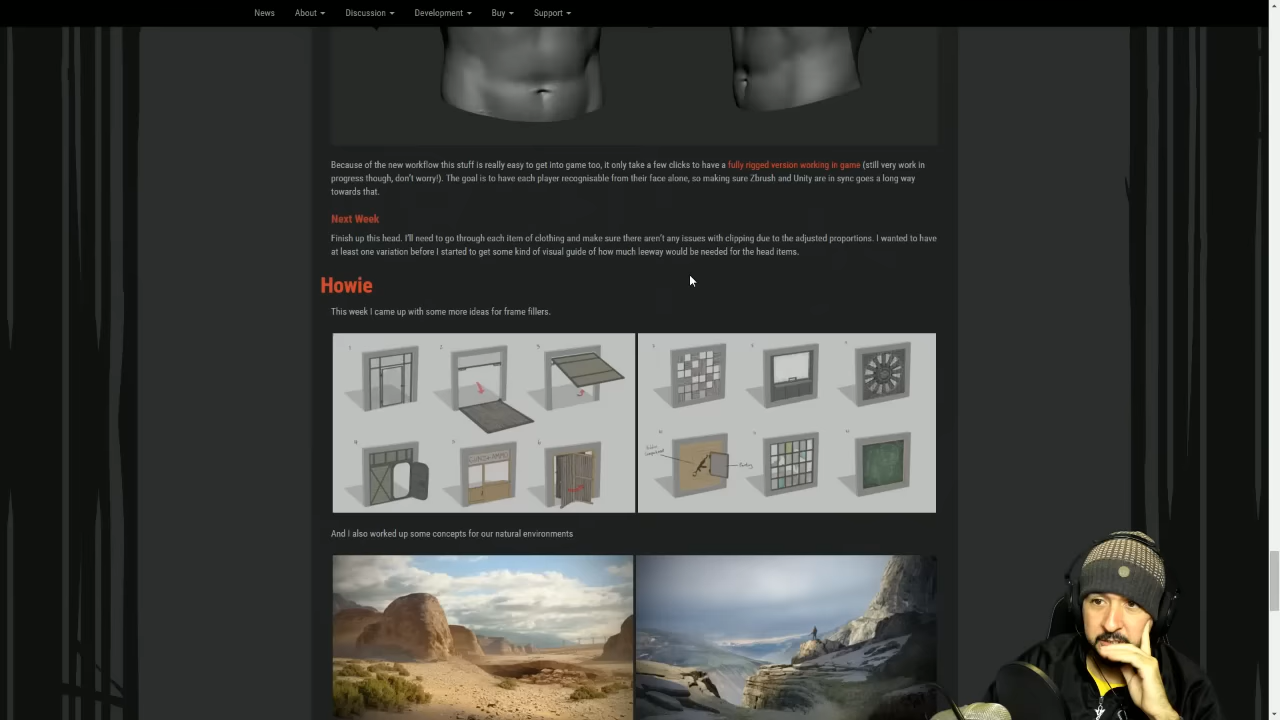 News About Discussion Development Buy Support
Because of the new workflow this stuff is really easy to get into game too, it only take a few clicks to have a fully rigged version working in game (still very work in
progress though, don't worry!). The goal is to have each player recognisable from their face alone, so making sure Zbrush and Unity are in sync goes a long way
towards that.
Next Week
Finish up this head. I'll need to go through each item of clothing and make sure there aren't any issues with clipping due to the adjusted proportions. I wanted to have
at least one variation before I started to get some kind of visual guide of how much leeway would be needed for the head items.
Howie
This week I came up with some more ideas for frame fillers.
And I also worked up some concepts for our natural environments